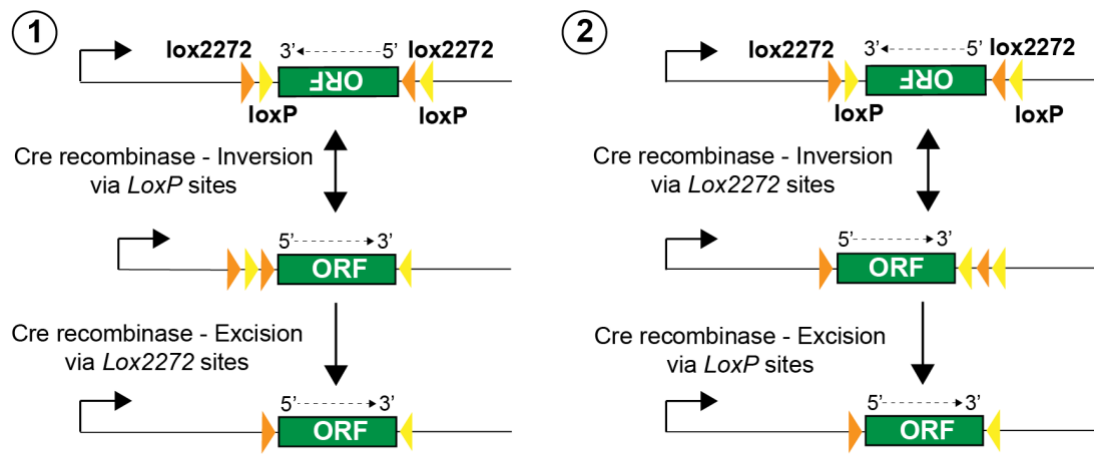 1
lox2272
3’ 5’
lox2272
ORF
loxP
loxP
Cre recombinase - Inversion
via LoxP sites
5’ 3’
ORF
Cre recombinase - Excision
via Lox2272 sites
5’ 3’
ORF
2
lox2272
3’ 5’
lox2272
ORF
loxP
loxP
Cre recombinase - Inversion
via Lox2272 sites
5’ 3’
ORF
Cre recombinase - Excision
via LoxP sites
5’ 3’
ORF